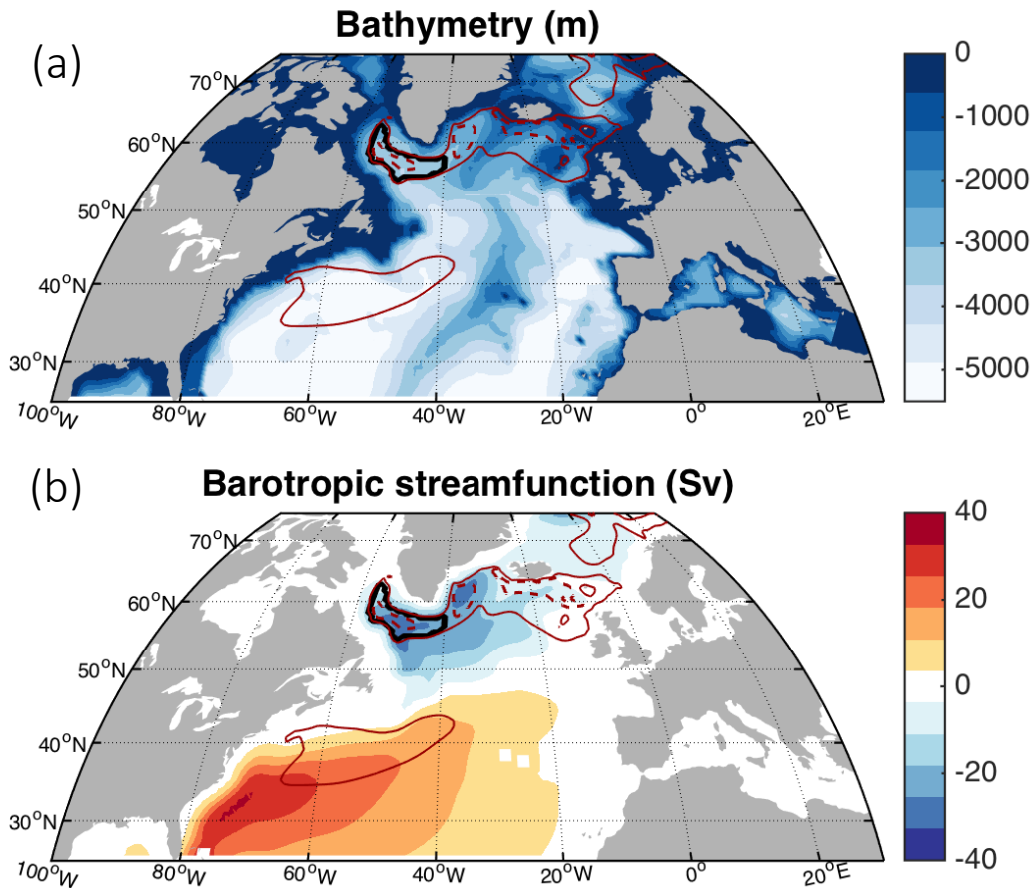 Bathymetry (m)
(a)
70°N
60°N
50°N
40°N
30°N
100°W
80°W
60°W
40°W
20°W
0°
20°E
0
-1000
-2000
-3000
-4000
-5000
Barotropic streamfunction (Sv)
(b)
70°N
60°N
50°N
40°N
30°N
100°W
80°W
60°W
40°W
20°W
0°
20°E
40
20
0
-20
-40